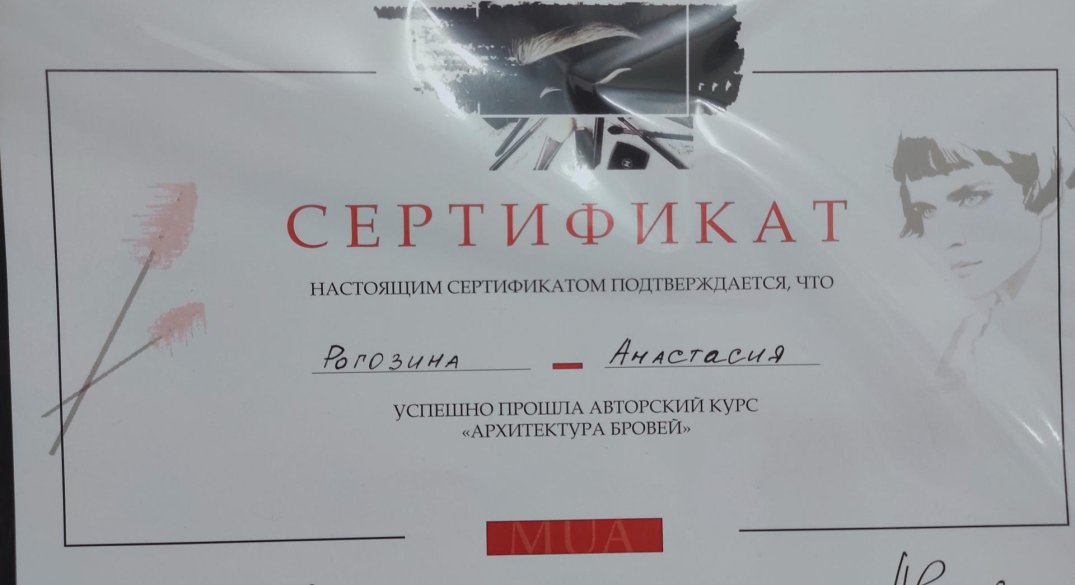 СЕРТИФИКАТ
НАСТОЯЩИМ СЕРТИФИКАТОМ ПОДТВЕРЖДАЕТСЯ, ЧТО
Рогозина — Анастасия
УСПЕШНО ПРОШЛА АВТОРСКИЙ КУРС
«АРХИТЕКТУРА БРОВЕЙ»
MUA